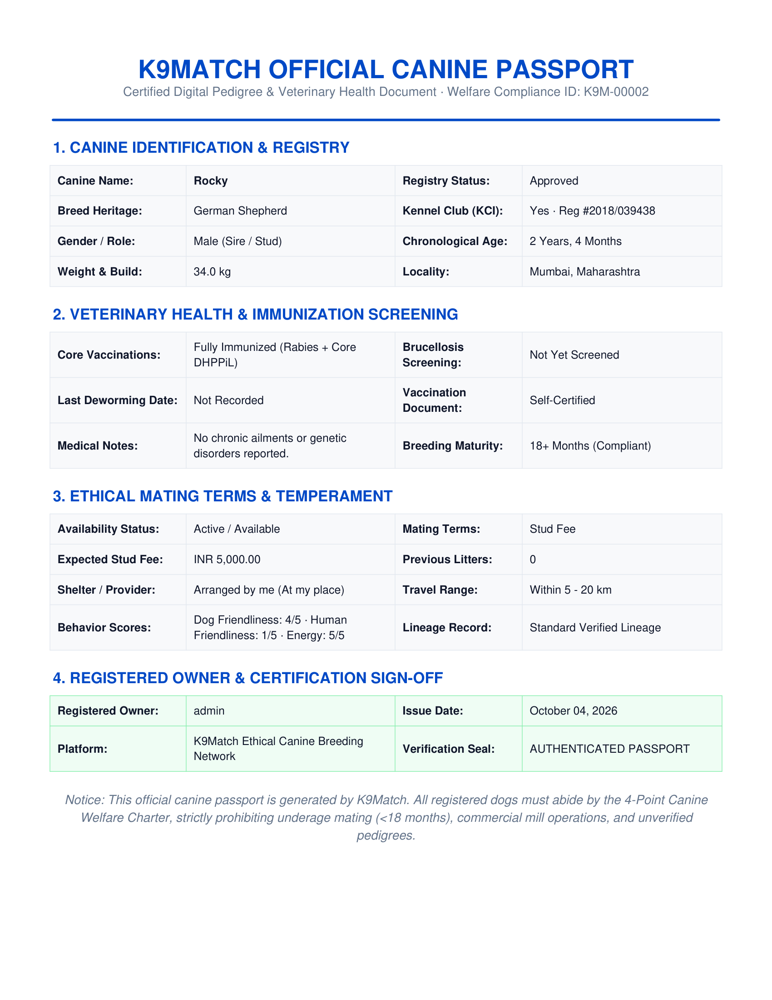 K9MATCH OFFICIAL CANINE PASSPORT
Certified Digital Pedigree & Veterinary Health Document · Welfare Compliance ID: K9M-00002
1. CANINE IDENTIFICATION & REGISTRY
Canine Name: Rocky Registry Status: Approved
Breed Heritage: German Shepherd Kennel Club (KCI): Yes · Reg #2018/039438
Gender / Role: Male (Sire / Stud) Chronological Age: 2 Years, 4 Months
Weight & Build: 34.0 kg Locality: Mumbai, Maharashtra
2. VETERINARY HEALTH & IMMUNIZATION SCREENING
Core Vaccinations:
Fully Immunized (Rabies + Core
DHPPiL)
Brucellosis
Screening:
Not Yet Screened
Last Deworming Date:
Not Recorded
Vaccination
Document:
Self-Certified
Medical Notes:
No chronic ailments or genetic
disorders reported.
Breeding Maturity:
18+ Months (Compliant)
3. ETHICAL MATING TERMS & TEMPERAMENT
Availability Status: Active / Available Mating Terms: Stud Fee
Expected Stud Fee: INR 5,000.00 Previous Litters: 0
Shelter / Provider: Arranged by me (At my place) Travel Range: Within 5 - 20 km
Behavior Scores:
Dog Friendliness: 4/5 · Human
Friendliness: 1/5 · Energy: 5/5
Lineage Record:
Standard Verified Lineage
4. REGISTERED OWNER & CERTIFICATION SIGN-OFF
Registered Owner: admin Issue Date: October 04, 2026
Platform:
K9Match Ethical Canine Breeding
Network
Verification Seal:
AUTHENTICATED PASSPORT
Notice: This official canine passport is generated by K9Match. All registered dogs must abide by the 4-Point Canine
Welfare Charter, strictly prohibiting underage mating (<18 months), commercial mill operations, and unverified
pedigrees.